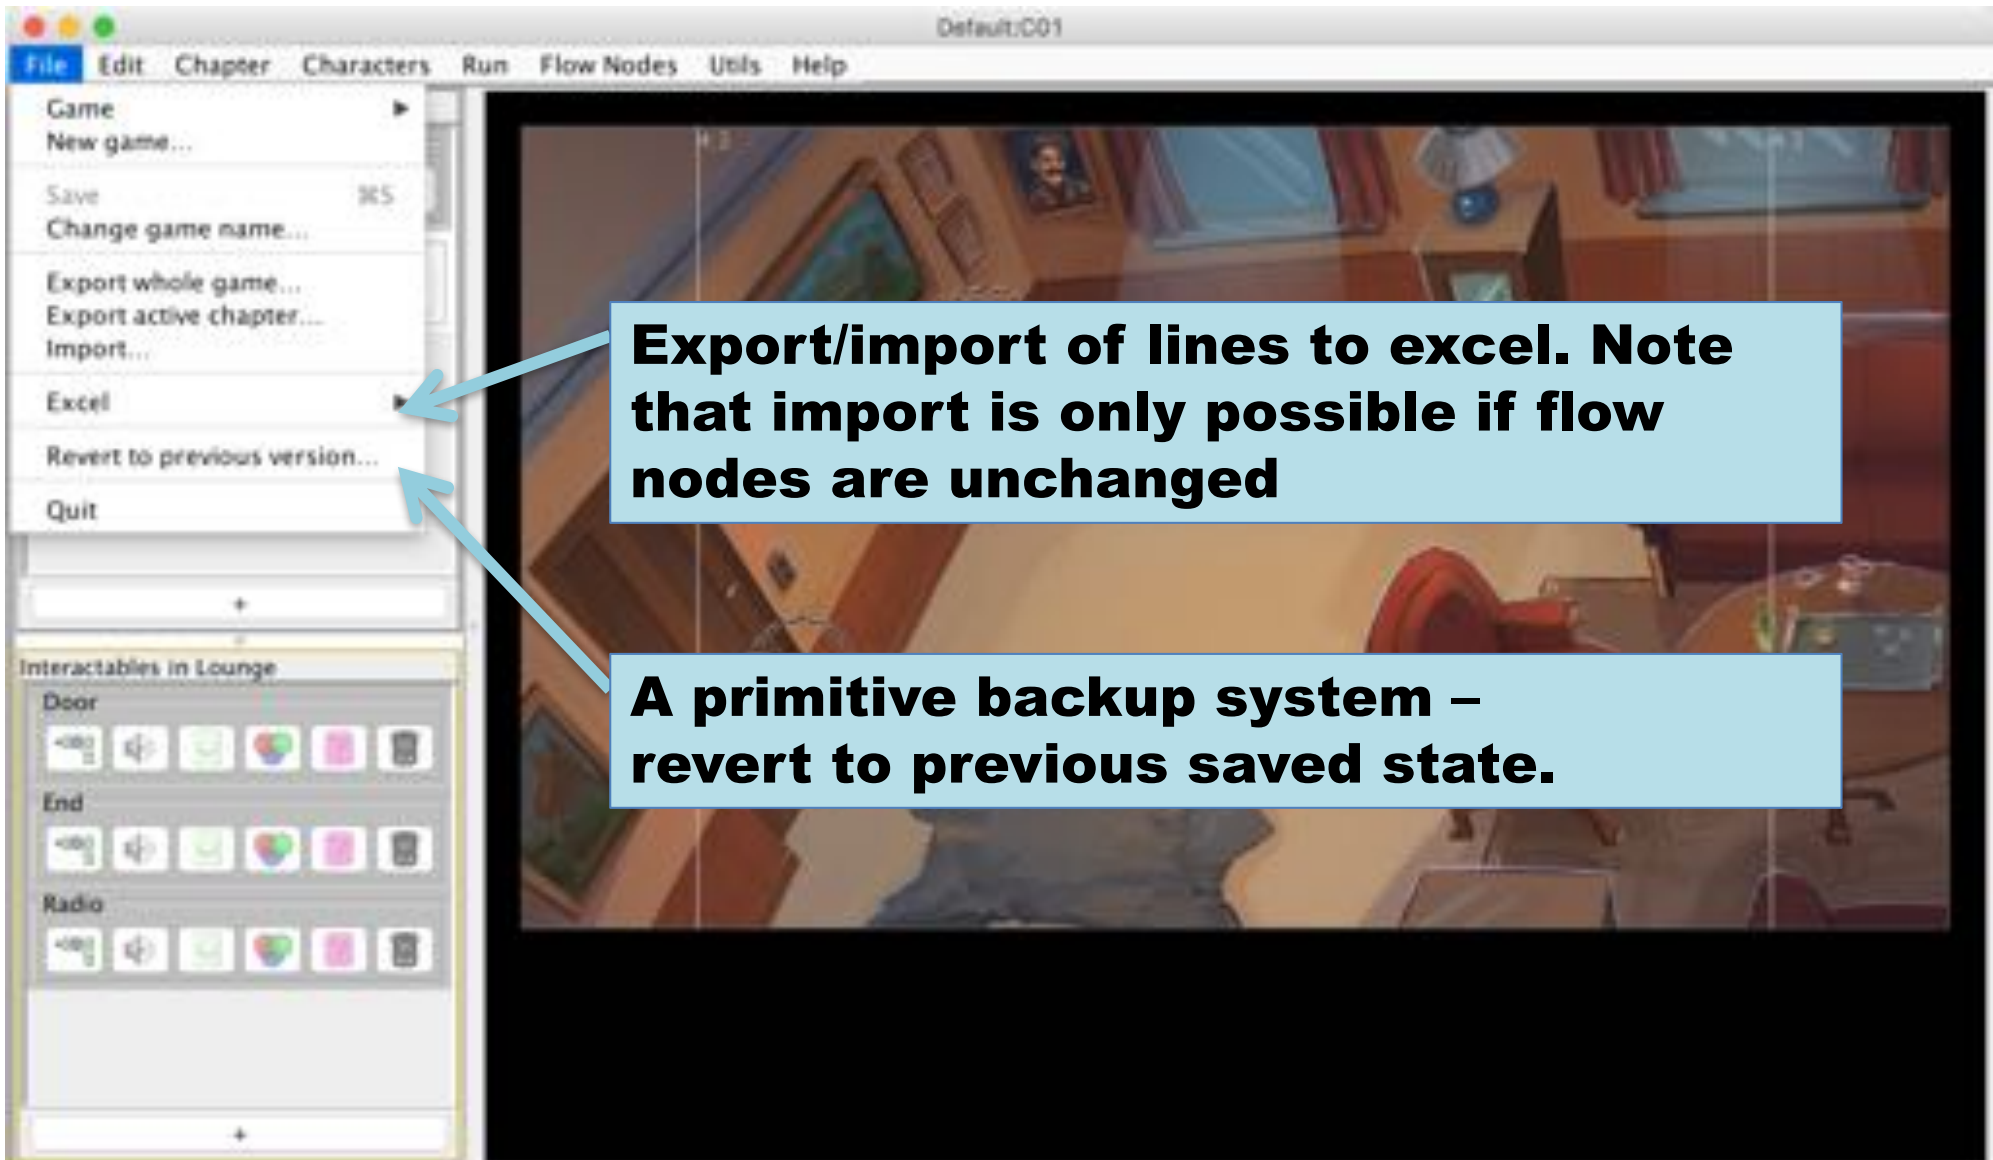 Default:C01
File Edit Chapter Characters Run Flow Nodes Utils Help
Game
New game...
Save ⌘S
Change game name...
Export whole game...
Export active chapter...
Import...
Excel
Revert to previous version...
Quit
+
Interactables in Lounge
Door
End
Radio
+
Export/import of lines to excel. Note
that import is only possible if flow
nodes are unchanged
A primitive backup system –
revert to previous saved state.